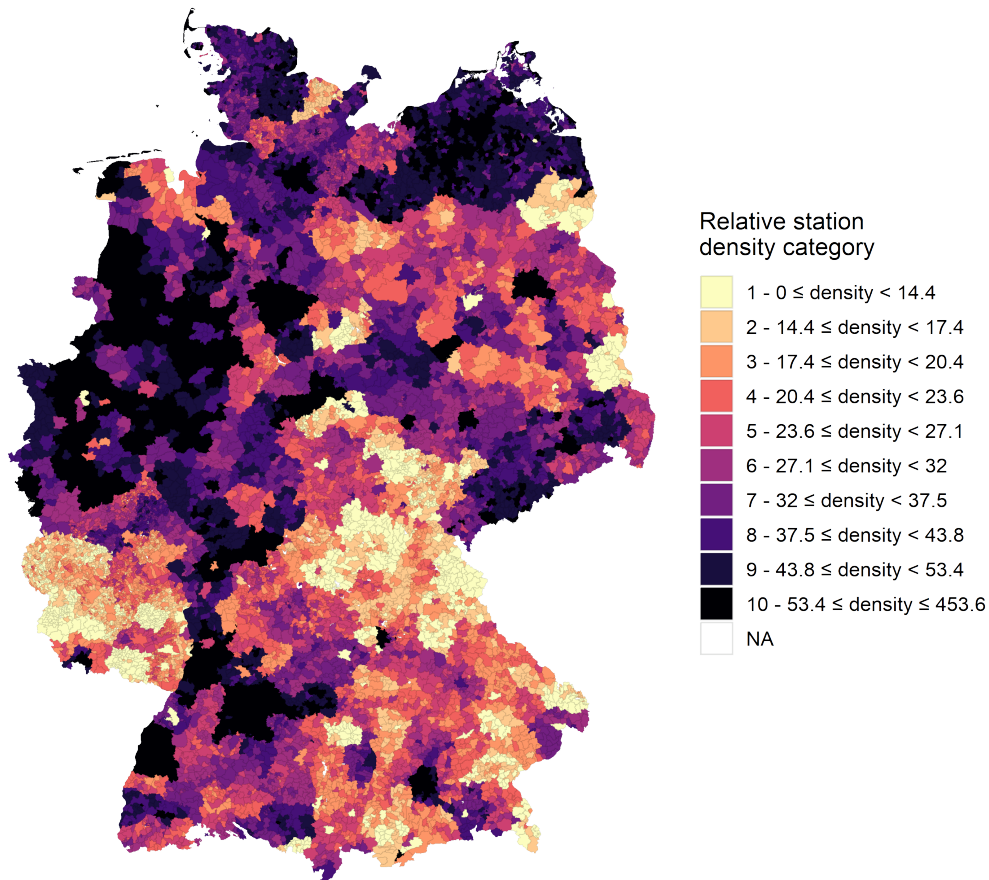 Relative station
density category
1 - 0 ≤ density < 14.4
2 - 14.4 ≤ density < 17.4
3 - 17.4 ≤ density < 20.4
4 - 20.4 ≤ density < 23.6
5 - 23.6 ≤ density < 27.1
6 - 27.1 ≤ density < 32
7 - 32 ≤ density < 37.5
8 - 37.5 ≤ density < 43.8
9 - 43.8 ≤ density < 53.4
10 - 53.4 ≤ density ≤ 453.6
NA